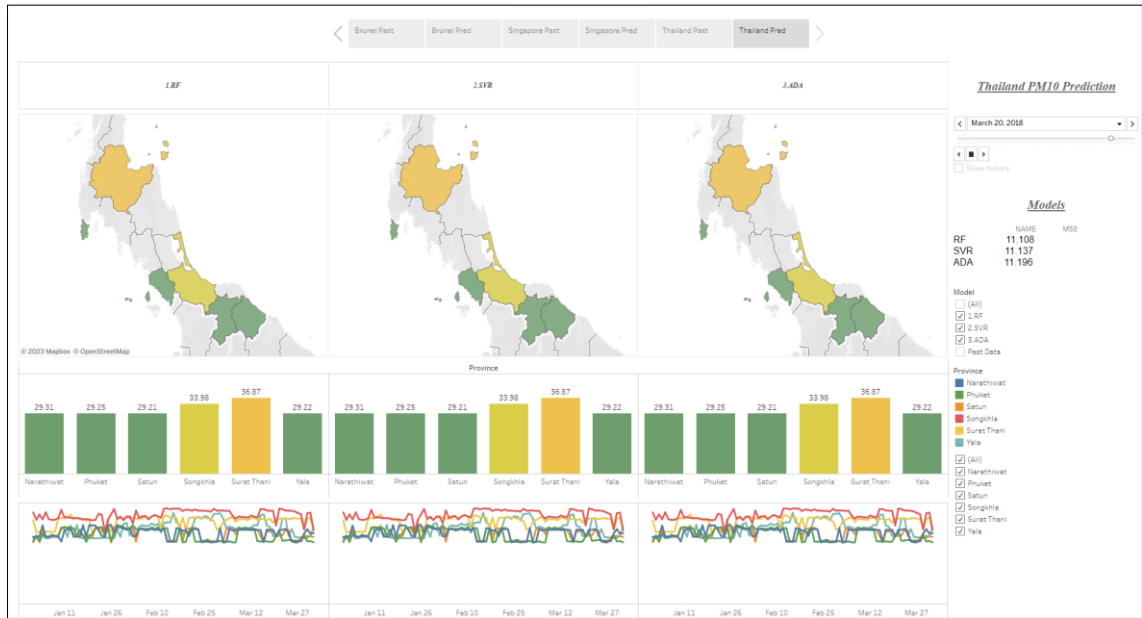 Brunei Past Brunei Pred Singapore Past Singapore Pred Thailand Past Thailand Pred
1.RF 2.SVR 3.ADA
Thailand PM10 Prediction
March 20, 2018
Show history
Models
NAME MSE
RF 11.108
SVR 11.137
ADA 11.196
Model
(All)
1.RF
2.SVR
3.ADA
Past Data
© 2023 Mapbox © OpenStreetMap
Province
29.31 29.25 29.21 33.98 36.87 29.22 29.31 29.25 29.21 33.98 36.87 29.22 29.31 29.25 29.21 33.98 36.87 29.22
Narathiwat Phuket Satun Songkhla Surat Thani Yala Narathiwat Phuket Satun Songkhla Surat Thani Yala Narathiwat Phuket Satun Songkhla Surat Thani Yala
Province
Narathiwat
Phuket
Satun
Songkhla
Surat Thani
Yala
(All)
Narathiwat
Phuket
Satun
Songkhla
Surat Thani
Yala
Jan 11 Jan 26 Feb 10 Feb 25 Mar 12 Mar 27 Jan 11 Jan 26 Feb 10 Feb 25 Mar 12 Mar 27 Jan 11 Jan 26 Feb 10 Feb 25 Mar 12 Mar 27